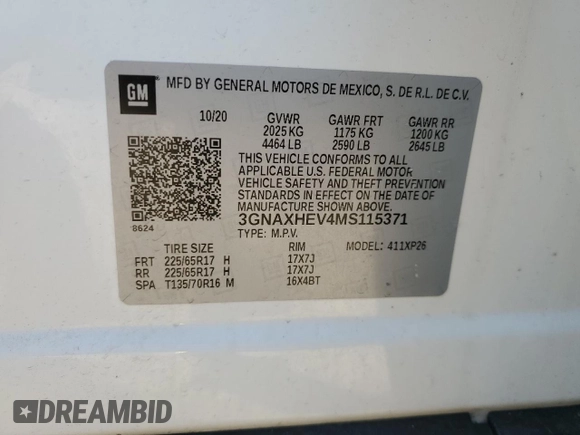 GM
MFD BY GENERAL MOTORS DE MEXICO, S. DE R.L. DE C.V.
10/20 GVWR GAWR FRT GAWR RR
2025 KG 1175 KG 1200 KG
4464 LB 2590 LB 2645 LB
THIS VEHICLE CONFORMS TO ALL
APPLICABLE U.S. FEDERAL MOTOR
VEHICLE SAFETY AND THEFT PREVENTION
STANDARDS IN EFFECT ON THE DATE OF
MANUFACTURE SHOWN ABOVE.
8624 3GNAXHEV4MS115371
TYPE: M.P.V.
TIRE SIZE RIM MODEL: 411XP26
FRT 225/65R17 H 17X7J
RR 225/65R17 H 17X7J
SPA T135/70R16 M 16X4BT
DREAMBID